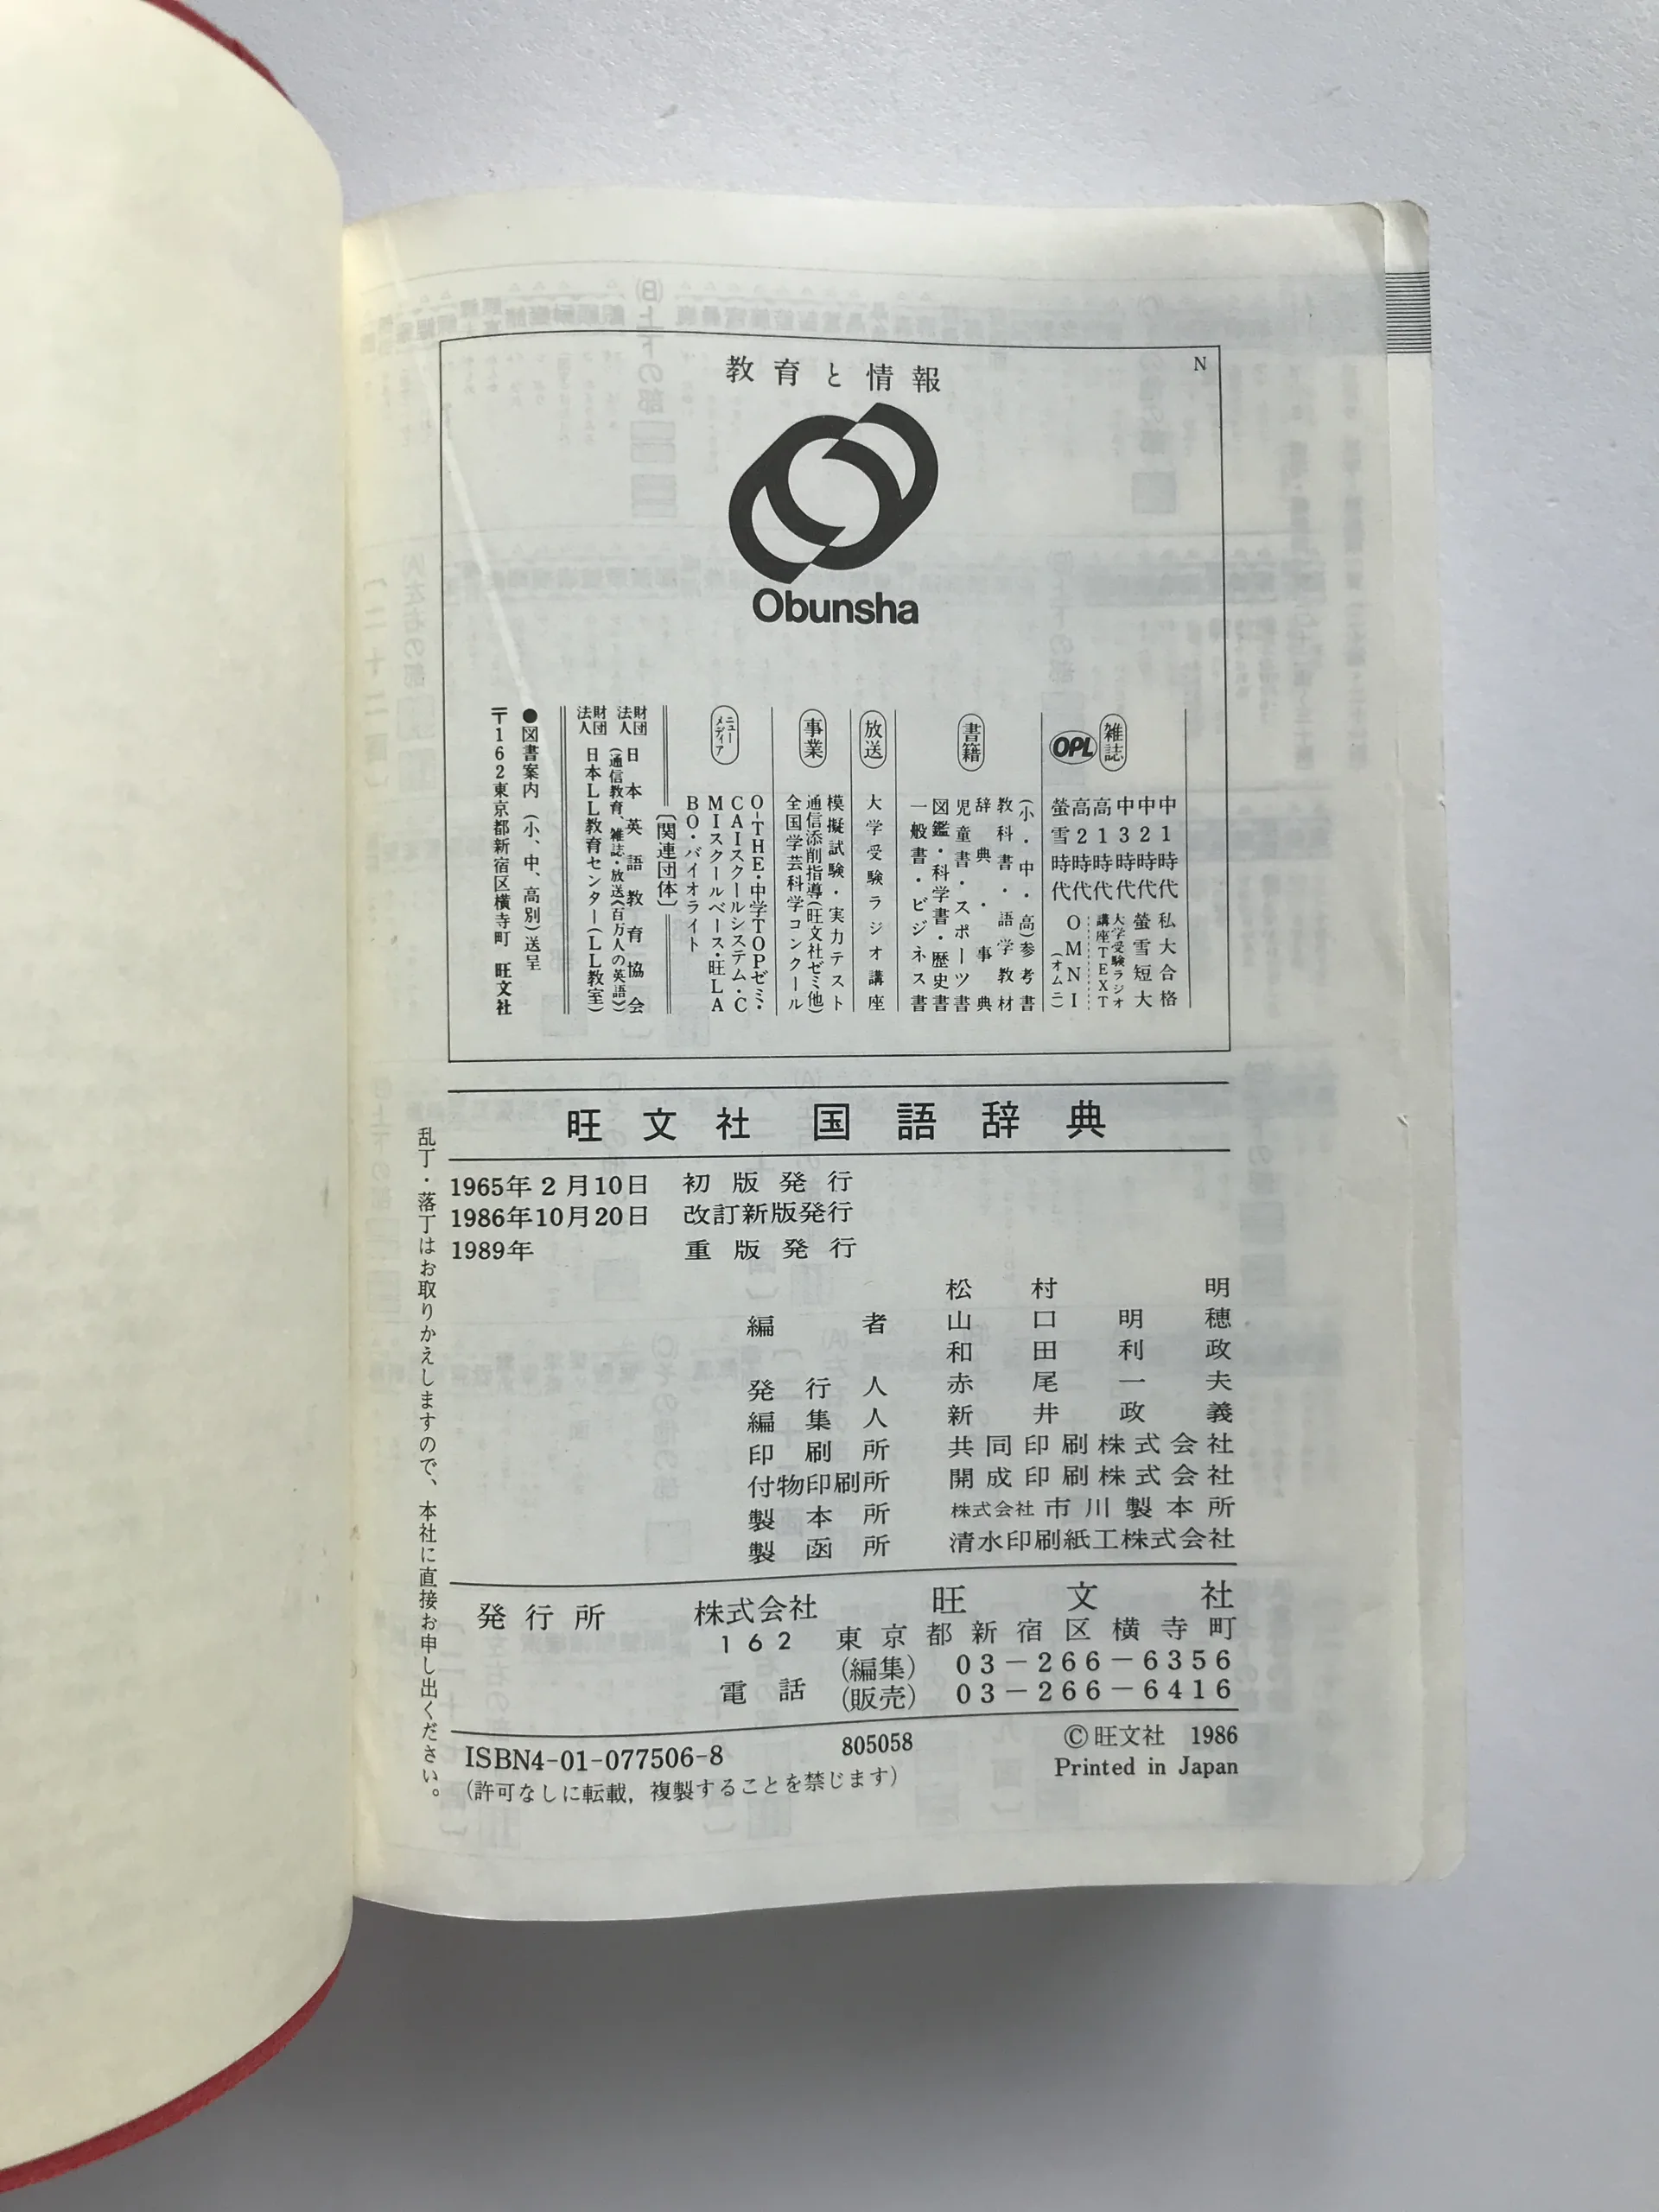 教育と情報
N
Obunsha
雑誌
OPL
中1時代 私大合格
中2時代 螢雪短大
中3時代 大学受験ラジオ
高1時代 講座TEXT
高2時代 OMNI
螢雪時代 (オムニ)
書籍
(小・中・高)参考書
教科書・語学教材
辞典・事典
児童書・スポーツ書
図鑑・科学書・歴史書
一般書・ビジネス書
放送
大学受験ラジオ講座
事業
模擬試験・実力テスト
通信添削指導(旺文社ゼミ他)
全国学芸科学コンクール
ニューメディア
O-THE・中学TOPゼミ・
CAIスクールシステム・C
MIスクールベース・旺LA
BO・バイオライト
〔関連団体〕
財団法人 日本英語教育協会
(通信教育、雑誌・放送《百万人の英語》)
財団法人 日本LL教育センター(LL教室)
●図書案内(小、中、高別)送呈
〒162東京都新宿区横寺町 旺文社
旺文社 国語辞典
1965年2月10日 初版発行
1986年10月20日 改訂新版発行
1989年 重版発行
編者 松村明
山口明穂
和田利政
発行人 赤尾一夫
編集人 新井政義
印刷所 共同印刷株式会社
付物印刷所 開成印刷株式会社
製本所 株式会社市川製本所
製函所 清水印刷紙工株式会社
発行所 株式会社 旺文社
162 東京都新宿区横寺町
電話 (編集) 03-266-6356
(販売) 03-266-6416
ISBN4-01-077506-8 805058 ©旺文社 1986
(許可なしに転載，複製することを禁じます) Printed in Japan
乱丁・落丁はお取りかえしますので、本社に直接お申し出ください。